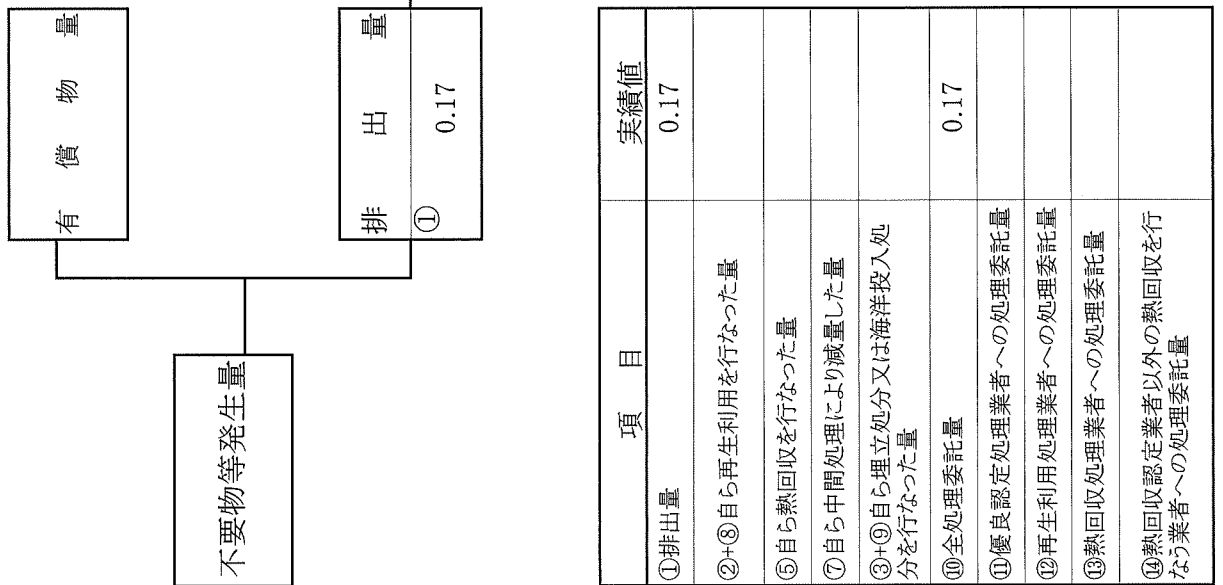 有償物量
不要物等発生量
排出量
①
0.17
項目 実績値
①排出量 0.17
②+⑧自ら再生利用を行なった量
⑤自ら熱回収を行なった量
⑦自ら中間処理により減量した量
③+⑨自ら埋立処分又は海洋投入処
分を行なった量
⑩全処理委託量 0.17
⑪優良認定処理業者への処理委託量
⑫再生利用処理業者への処理委託量
⑬熱回収処理業者への処理委託量
⑭熱回収認定業者以外の熱回収を行
なう業者への処理委託量